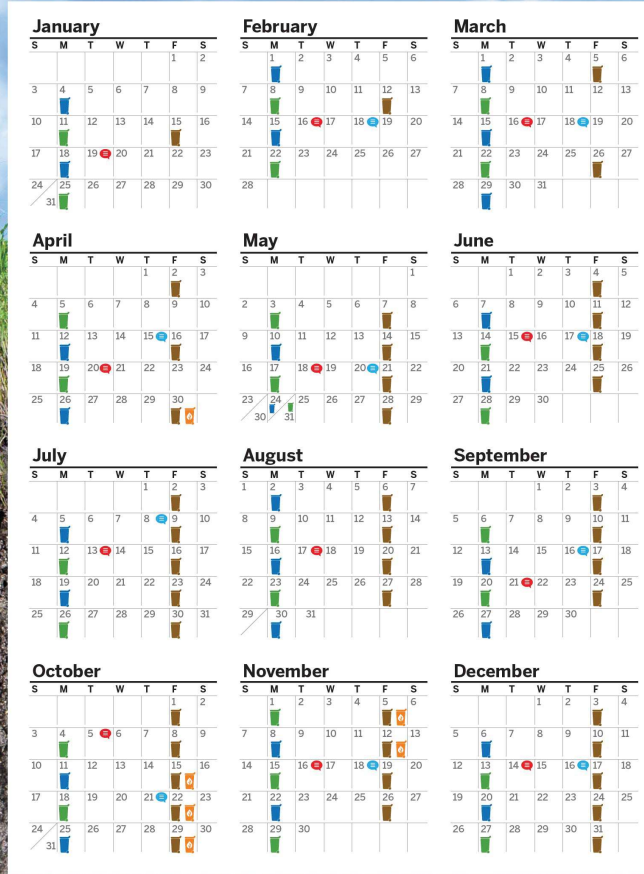 January
S M T W T F S
1 2
3 4 5 6 7 8 9
10 11 12 13 14 15 16
17 18 19 20 21 22 23
24 25 26 27 28 29 30
31
February
S M T W T F S
1 2 3 4 5 6
7 8 9 10 11 12 13
14 15 16 17 18 19 20
21 22 23 24 25 26 27
28
March
S M T W T F S
1 2 3 4 5 6
7 8 9 10 11 12 13
14 15 16 17 18 19 20
21 22 23 24 25 26 27
28 29 30 31
April
S M T W T F S
1 2 3
4 5 6 7 8 9 10
11 12 13 14 15 16 17
18 19 20 21 22 23 24
25 26 27 28 29 30
May
S M T W T F S
1
2 3 4 5 6 7 8
9 10 11 12 13 14 15
16 17 18 19 20 21 22
23 24 25 26 27 28 29
30 31
June
S M T W T F S
1 2 3 4 5
6 7 8 9 10 11 12
13 14 15 16 17 18 19
20 21 22 23 24 25 26
27 28 29 30
July
S M T W T F S
1 2 3
4 5 6 7 8 9 10
11 12 13 14 15 16 17
18 19 20 21 22 23 24
25 26 27 28 29 30 31
August
S M T W T F S
1 2 3 4 5 6 7
8 9 10 11 12 13 14
15 16 17 18 19 20 21
22 23 24 25 26 27 28
29 30 31
September
S M T W T F S
1 2 3 4
5 6 7 8 9 10 11
12 13 14 15 16 17 18
19 20 21 22 23 24 25
26 27 28 29 30
October
S M T W T F S
1 2
3 4 5 6 7 8 9
10 11 12 13 14 15 16
17 18 19 20 21 22 23
24 25 26 27 28 29 30
31
November
S M T W T F S
1 2 3 4 5 6
7 8 9 10 11 12 13
14 15 16 17 18 19 20
21 22 23 24 25 26 27
28 29 30
December
S M T W T F S
1 2 3 4
5 6 7 8 9 10 11
12 13 14 15 16 17 18
19 20 21 22 23 24 25
26 27 28 29 30 31